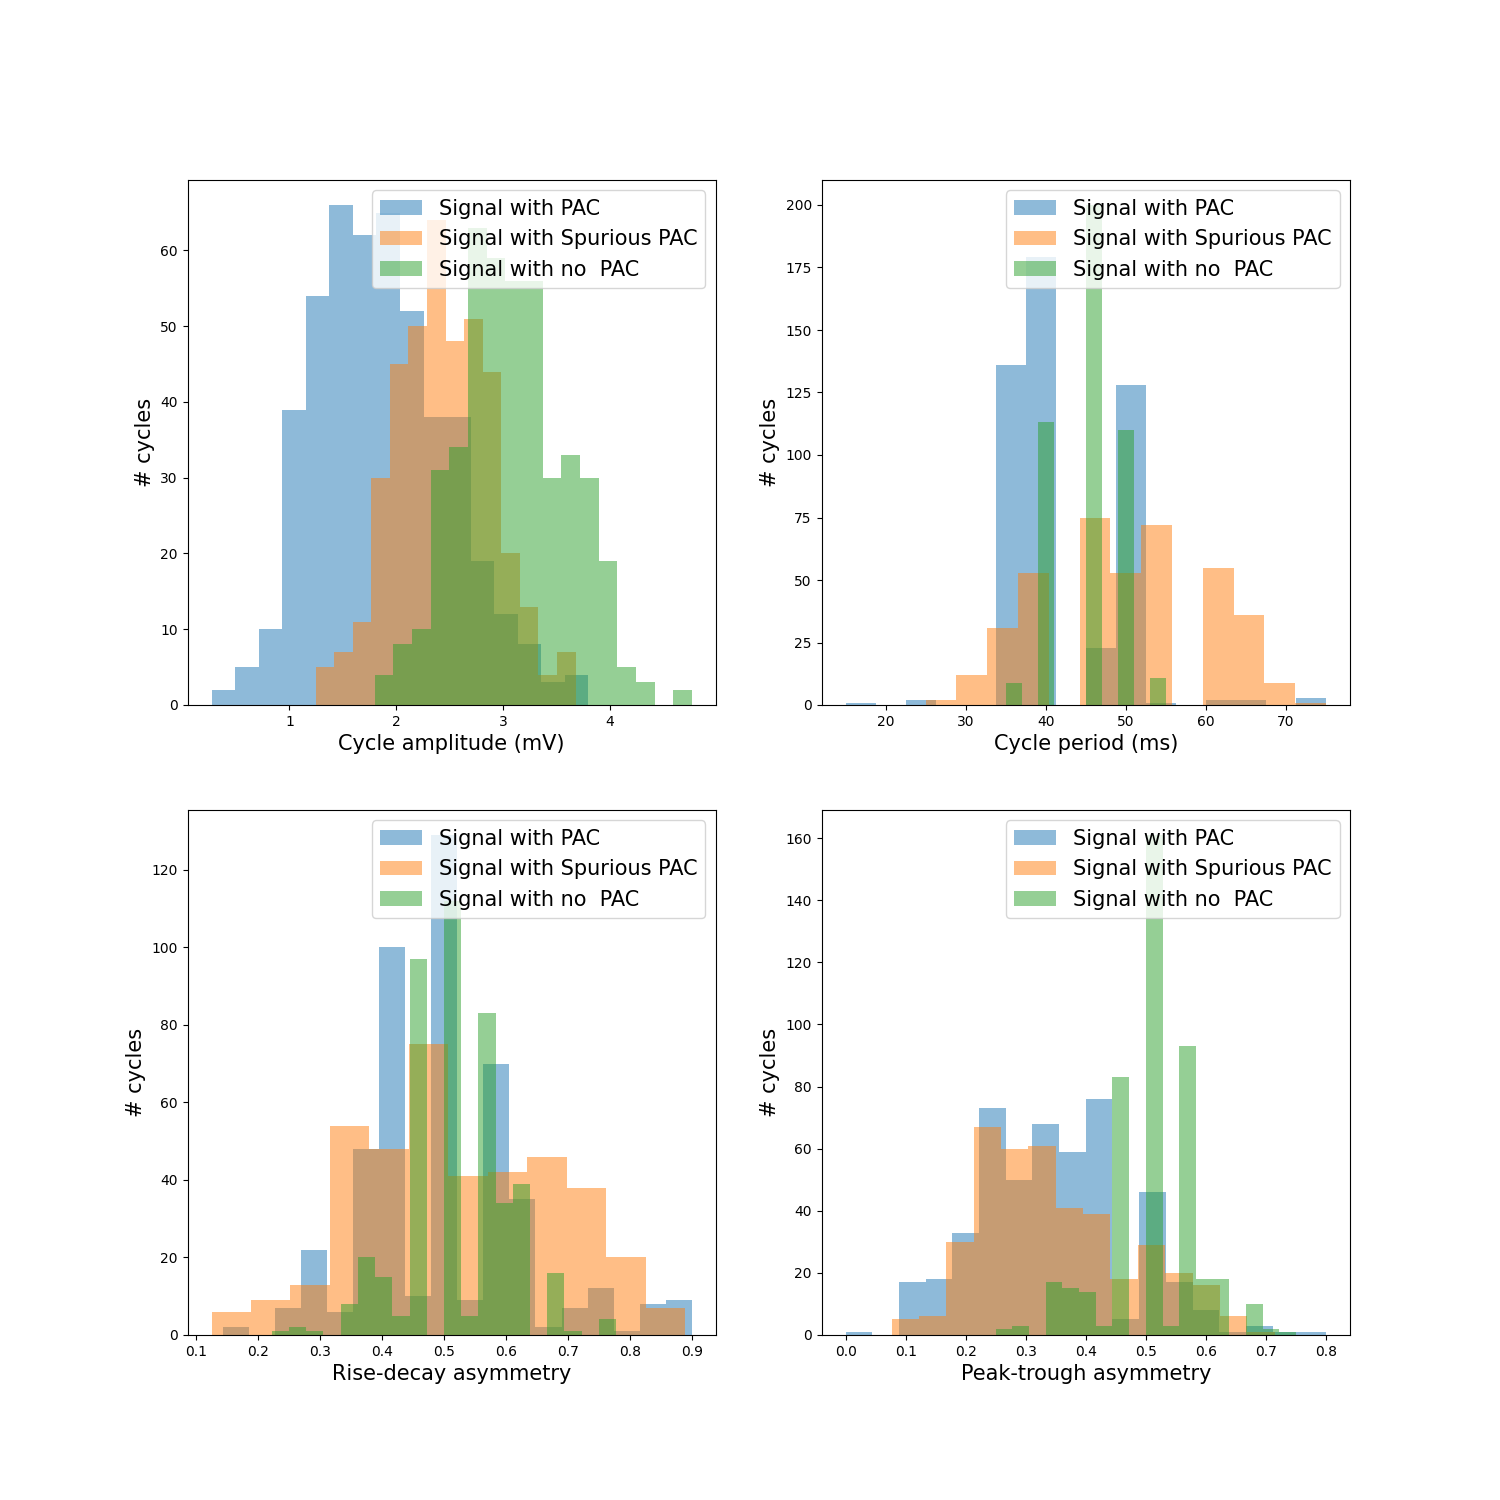 Signal with PAC
Signal with Spurious PAC
Signal with no  PAC
# cycles
60
50
40
30
20
10
0
1 2 3 4
Cycle amplitude (mV)
Signal with PAC
Signal with Spurious PAC
Signal with no  PAC
# cycles
200
175
150
125
100
75
50
25
0
20 30 40 50 60 70
Cycle period (ms)
Signal with PAC
Signal with Spurious PAC
Signal with no  PAC
# cycles
120
100
80
60
40
20
0
0.1 0.2 0.3 0.4 0.5 0.6 0.7 0.8 0.9
Rise-decay asymmetry
Signal with PAC
Signal with Spurious PAC
Signal with no  PAC
# cycles
160
140
120
100
80
60
40
20
0
0.0 0.1 0.2 0.3 0.4 0.5 0.6 0.7 0.8
Peak-trough asymmetry